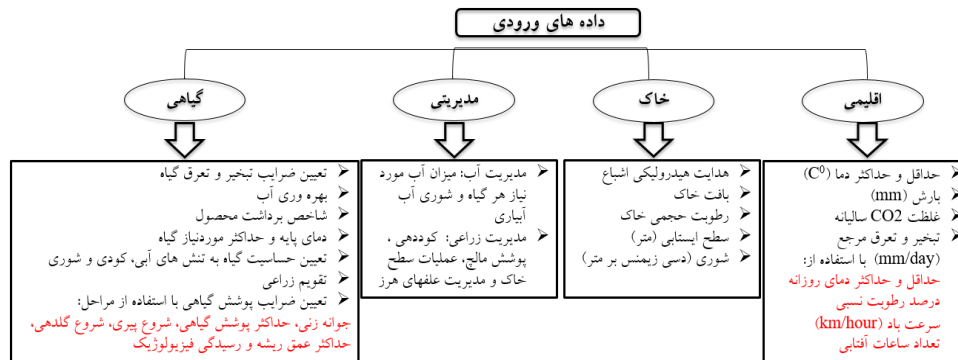 داده های ورودی
اقلیمی
خاک
مدیریتی
گیاهی
حداقل و حداکثر دما (C⁰)
بارش (mm)
غلظت CO2 سالیانه
تبخیر و تعرق مرجع
(mm/day) با استفاده از:
حداقل و حداکثر دمای روزانه
درصد رطوبت نسبی
سرعت باد (km/hour)
تعداد ساعات آفتابی
هدایت هیدرولیکی اشباع
بافت خاک
رطوبت حجمی خاک
سطح ایستابی (متر)
شوری (دسی زیمنس بر متر)
مدیریت آب: میزان آب مورد
نیاز هر گیاه و شوری آب
آبیاری
مدیریت زراعی: کوددهی ،
پوشش مالچ، عملیات سطح
خاک و مدیریت علفهای هرز
تعیین ضرایب تبخیر و تعرق گیاه
بهره وری آب
شاخص برداشت محصول
دمای پایه و حداکثر موردنیاز گیاه
تعیین حساسیت گیاه به تنش های آبی، کودی و شوری
تقویم زراعی
تعیین ضرایب پوشش گیاهی با استفاده از مراحل:
جوانه زنی، حداکثر پوشش گیاهی، شروع پیری، شروع گلدهی،
حداکثر عمق ریشه و رسیدگی فیزیولوژیک